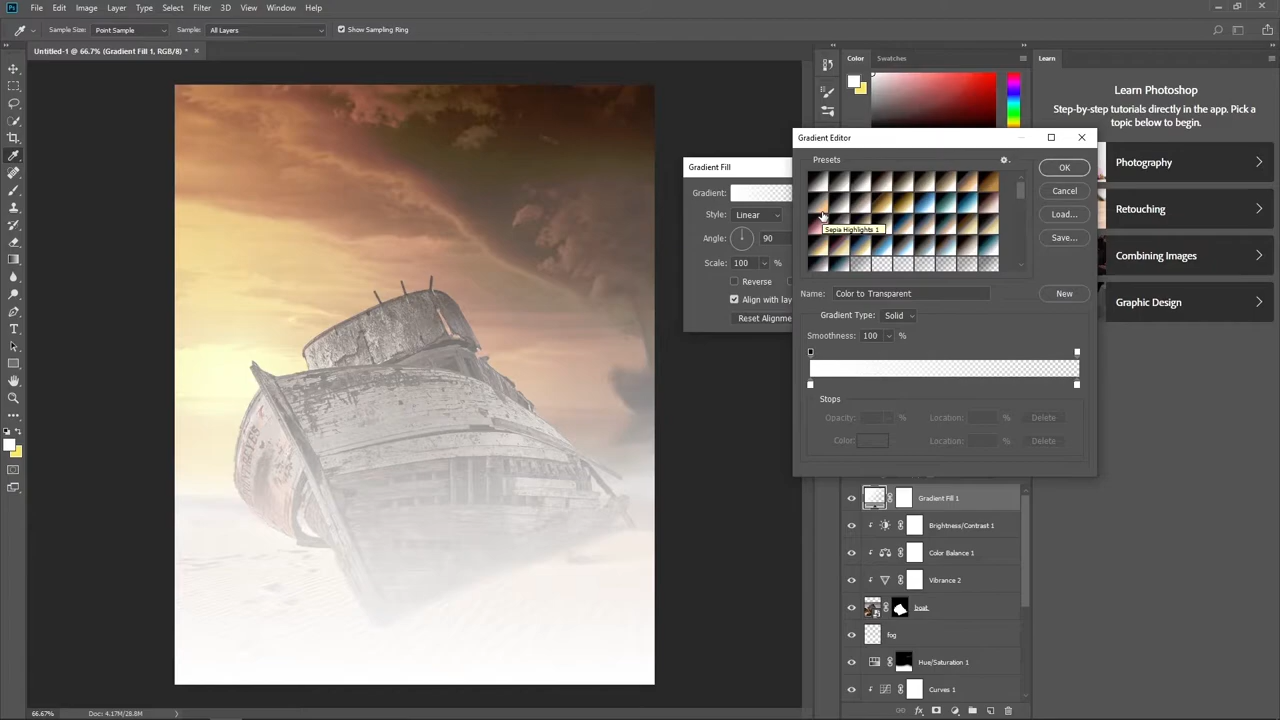 File Edit Image Layer Type Select Filter 3D View Window Help
Sample Size: Point Sample Sample: All Layers Show Sampling Ring
Untitled-1 @ 66.7% (Gradient Fill 1, RGB/8) * ×
Color Swatches Learn
Learn Photoshop
Step-by-step tutorials directly in the app. Pick a
topic below to begin.
Photography
Retouching
Combining Images
Graphic Design
Gradient Fill
Gradient:
Style: Linear
Angle: 90
Scale: 100 %
Reverse
Align with lay
Reset Alignme
Gradient Editor
Presets
OK
Cancel
Load...
Save...
Sepia Highlights 1
Name: Color to Transparent New
Gradient Type: Solid
Smoothness: 100 %
Stops
Opacity: % Location: % Delete
Color: Location: % Delete
Gradient Fill 1
Brightness/Contrast 1
Color Balance 1
Vibrance 2
boat
fog
Hue/Saturation 1
Curves 1
fx
66.67% Doc: 4.17M/28.8M